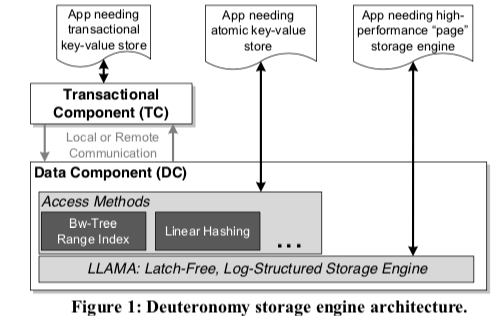 App needing
transactional
key-value store
App needing
atomic key-value
store
App needing high-
performance "page"
storage engine
Transactional
Component (TC)
Local or Remote
Communication
Data Component (DC)
Access Methods
Bw-Tree
Range Index
Linear Hashing
...
LLAMA: Latch-Free, Log-Structured Storage Engine
Figure 1: Deuteronomy storage engine architecture.